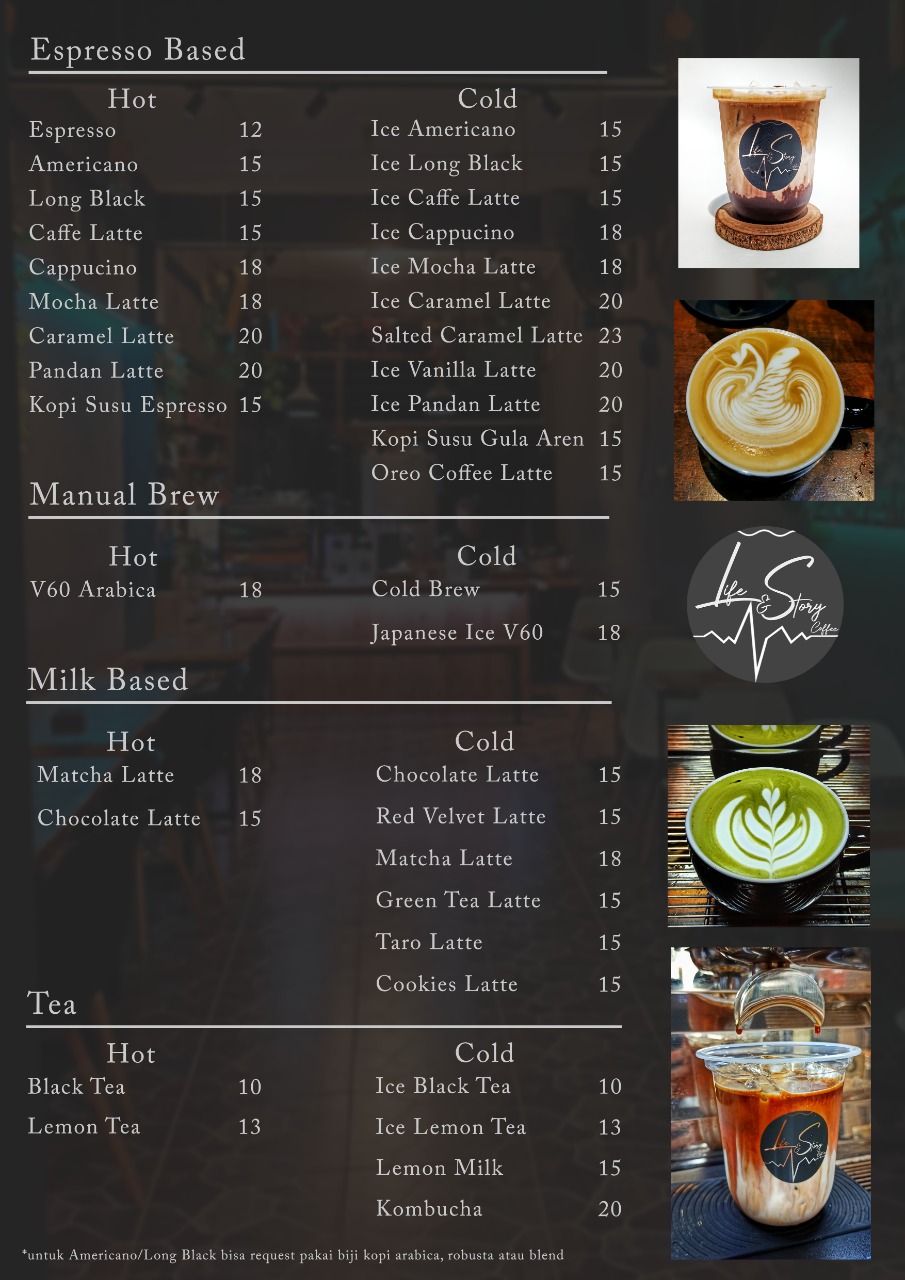 Espresso Based
Hot
Espresso 12
Americano 15
Long Black 15
Caffe Latte 15
Cappucino 18
Mocha Latte 18
Caramel Latte 20
Pandan Latte 20
Kopi Susu Espresso 15
Cold
Ice Americano 15
Ice Long Black 15
Ice Caffe Latte 15
Ice Cappucino 18
Ice Mocha Latte 18
Ice Caramel Latte 20
Salted Caramel Latte 23
Ice Vanilla Latte 20
Ice Pandan Latte 20
Kopi Susu Gula Aren 15
Oreo Coffee Latte 15
Manual Brew
Hot
V60 Arabica 18
Cold
Cold Brew 15
Japanese Ice V60 18
Milk Based
Hot
Matcha Latte 18
Chocolate Latte 15
Cold
Chocolate Latte 15
Red Velvet Latte 15
Matcha Latte 18
Green Tea Latte 15
Taro Latte 15
Cookies Latte 15
Tea
Hot
Black Tea 10
Lemon Tea 13
Cold
Ice Black Tea 10
Ice Lemon Tea 13
Lemon Milk 15
Kombucha 20
*untuk Americano/Long Black bisa request pakai biji kopi arabica, robusta atau blend
Life & Story
Life
& Story
Coffee
Life & Story